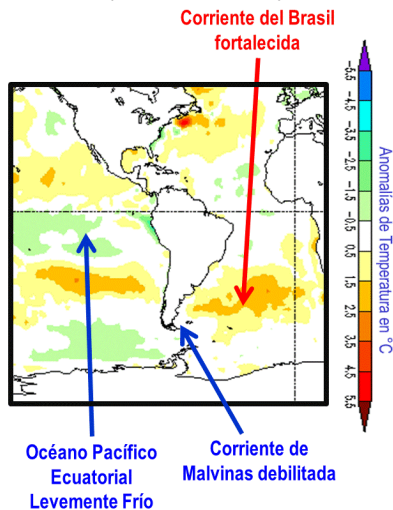 Corriente del Brasil
fortalecida
-5.5
-4.5
-3.5
-2.5
-1.5
-0.5
0.5
1.5
2.5
3.5
4.5
5.5
Anomalías de Temperatura en °C
Océano Pacífico
Ecuatorial
Levemente Frío
Corriente de
Malvinas debilitada